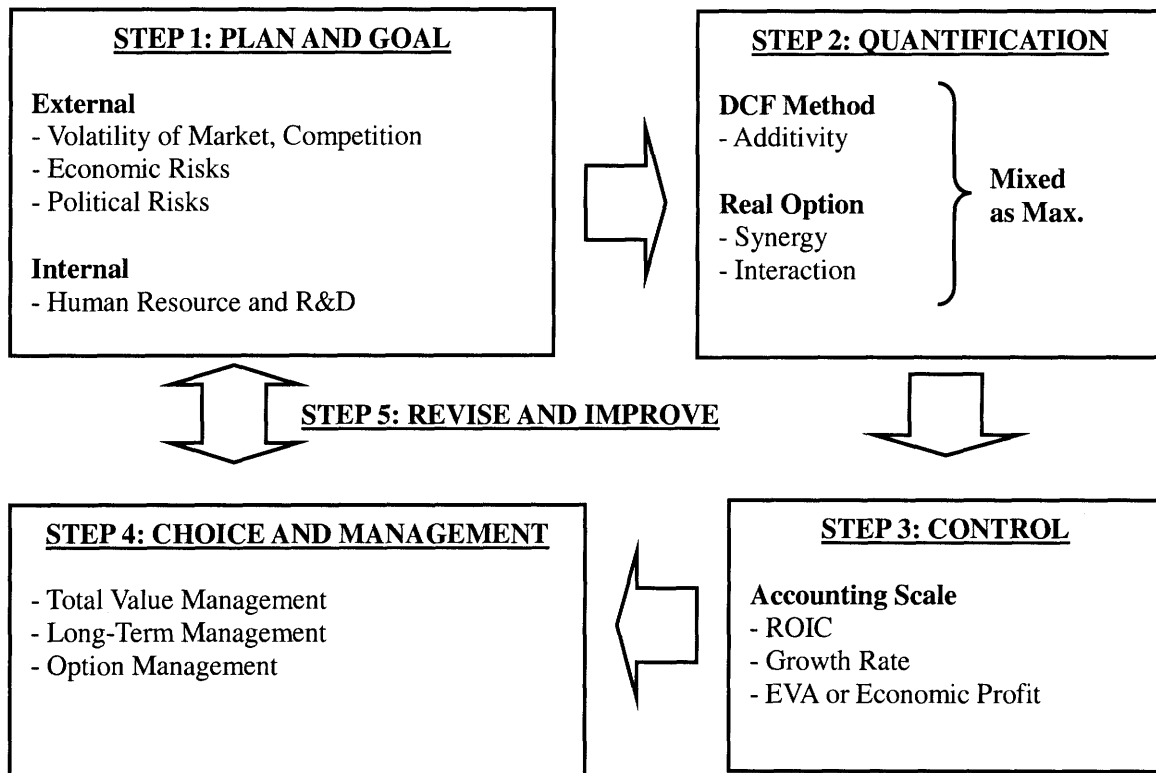 STEP 1: PLAN AND GOAL
External
- Volatility of Market, Competition
- Economic Risks
- Political Risks
Internal
- Human Resource and R&D
STEP 2: QUANTIFICATION
DCF Method
- Additivity
Real Option
- Synergy
- Interaction
Mixed
as Max.
STEP 5: REVISE AND IMPROVE
STEP 4: CHOICE AND MANAGEMENT
- Total Value Management
- Long-Term Management
- Option Management
STEP 3: CONTROL
Accounting Scale
- ROIC
- Growth Rate
- EVA or Economic Profit